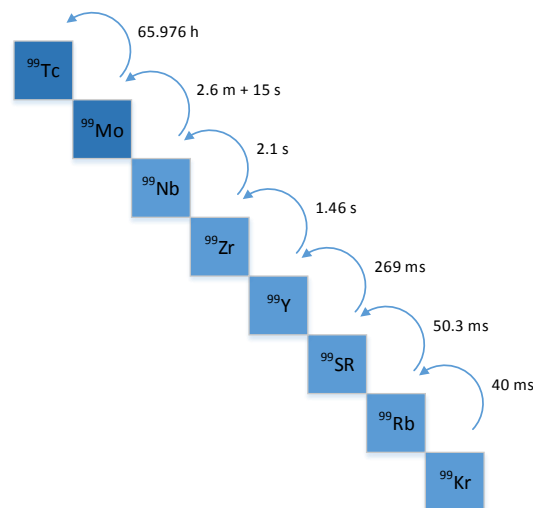 65.976 h
⁹⁹Tc
2.6 m + 15 s
⁹⁹Mo
2.1 s
⁹⁹Nb
1.46 s
⁹⁹Zr
269 ms
⁹⁹Y
50.3 ms
⁹⁹SR
40 ms
⁹⁹Rb
⁹⁹Kr